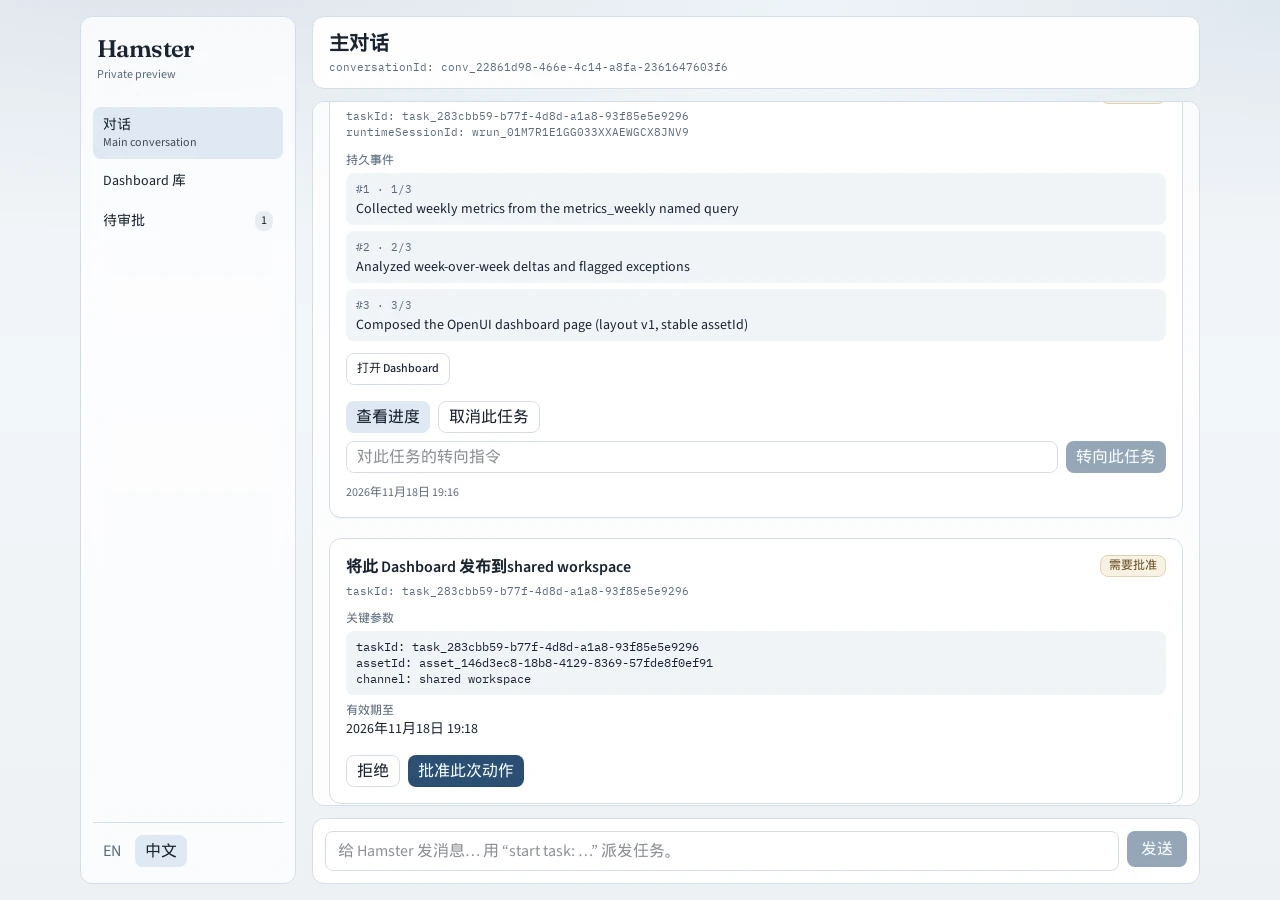 Hamster
Private preview
对话
Main conversation
Dashboard 库
待审批
1
EN
中文
主对话
conversationId: conv_22861d98-466e-4c14-a8fa-2361647603f6
taskId: task_283cbb59-b77f-4d8d-a1a8-93f85e5e9296
runtimeSessionId: wrun_01M7R1E1GG033XXAEWGCX8JNV9
持久事件
#1 · 1/3
Collected weekly metrics from the metrics_weekly named query
#2 · 2/3
Analyzed week-over-week deltas and flagged exceptions
#3 · 3/3
Composed the OpenUI dashboard page (layout v1, stable assetId)
打开 Dashboard
查看进度
取消此任务
对此任务的转向指令
转向此任务
2026年11月18日 19:16
将此 Dashboard 发布到shared workspace
需要批准
taskId: task_283cbb59-b77f-4d8d-a1a8-93f85e5e9296
关键参数
taskId: task_283cbb59-b77f-4d8d-a1a8-93f85e5e9296
assetId: asset_146d3ec8-18b8-4129-8369-57fde8f0ef91
channel: shared workspace
有效期至
2026年11月18日 19:18
拒绝
批准此次动作
给 Hamster 发消息… 用 “start task: …” 派发任务。
发送